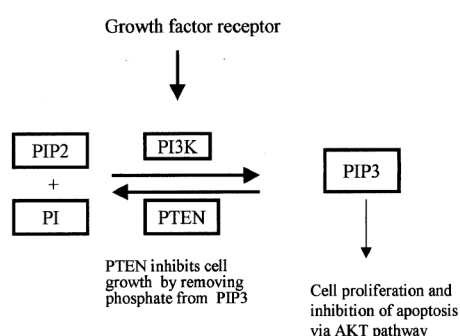 Growth factor receptor
PIP2
+
PI
PI3K
PTEN
PIP3
PTEN inhibits cell
growth by removing
phosphate from PIP3
Cell proliferation and
inhibition of apoptosis
via AKT pathway